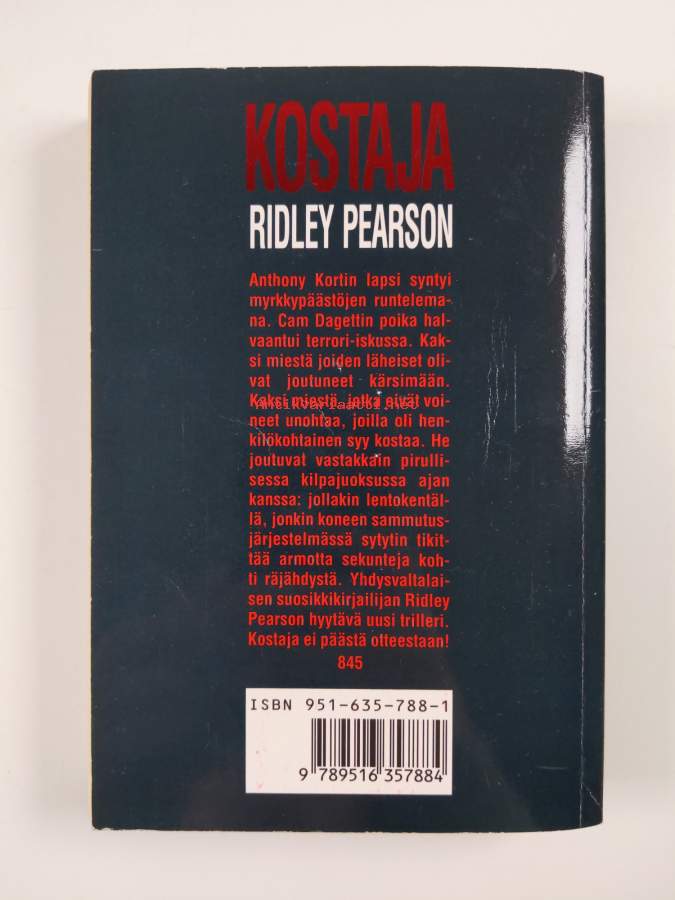 KOSTAJA
RIDLEY PEARSON
Anthony Kortin lapsi syntyi
myrkkypäästöjen runtelema-
na. Cam Dagettin poika hal-
vaantui terrori-iskussa. Kak-
si miestä joiden läheiset oli-
vat joutuneet kärsimään.
Kaksi miestä, jotka eivät voi-
antikvariaatti.net
neet unohtaa, joilla oli hen-
kilökohtainen syy kostaa. He
joutuvat vastakkain pirulli-
sessa kilpajuoksussa ajan
kanssa: jollakin lentokentäl-
lä, jonkin koneen sammutus-
järjestelmässä sytytin tikit-
tää armotta sekunteja koh-
ti räjähdystä. Yhdysvaltalai-
sen suosikkikirjailijan Ridley
Pearson hyytävä uusi trilleri.
Kostaja ei päästä otteestaan!
845
ISBN 951-635-788-1
9 789516 357884